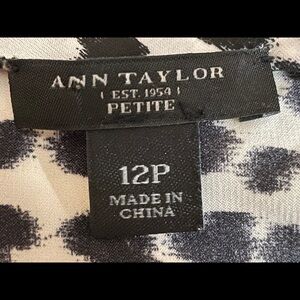 ANN TAYLOR
EST. 1954
PETITE
12P
MADE IN
CHINA